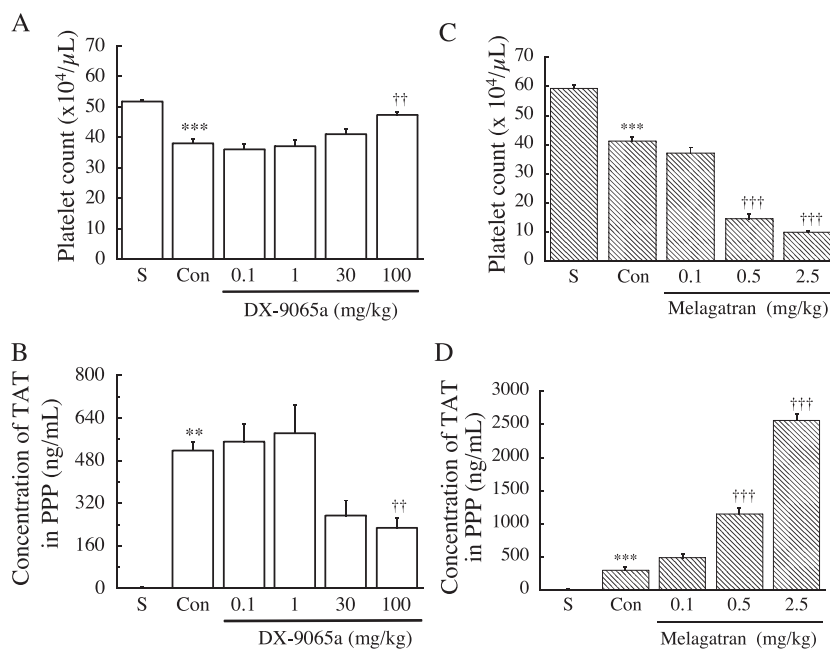 A
Platelet count (x10⁴/μL)
70
60
50
40
30
20
10
0
***
††
S Con 0.1 1 30 100
DX-9065a (mg/kg)
C
Platelet count (x 10⁴/μL)
70
60
50
40
30
20
10
0
***
†††
†††
S Con 0.1 0.5 2.5
Melagatran (mg/kg)
B
Concentration of TAT
in PPP (ng/mL)
800
640
480
320
160
0
**
††
S Con 0.1 1 30 100
DX-9065a (mg/kg)
D
Concentration of TAT
in PPP (ng/mL)
3000
2500
2000
1500
1000
500
0
***
†††
†††
S Con 0.1 0.5 2.5
Melagatran (mg/kg)